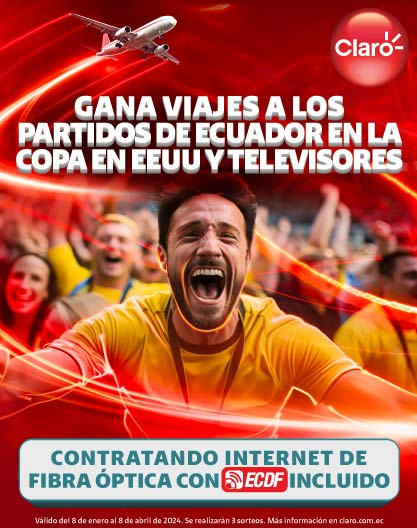 Claro
GANA VIAJES A LOS
PARTIDOS DE ECUADOR EN LA
COPA EN EEUU Y TELEVISORES
CONTRATANDO INTERNET DE
FIBRA ÓPTICA CON ECDF INCLUIDO
Válido del 8 de enero al 8 de abril de 2024. Se realizarán 3 sorteos. Más información en claro.com.ec